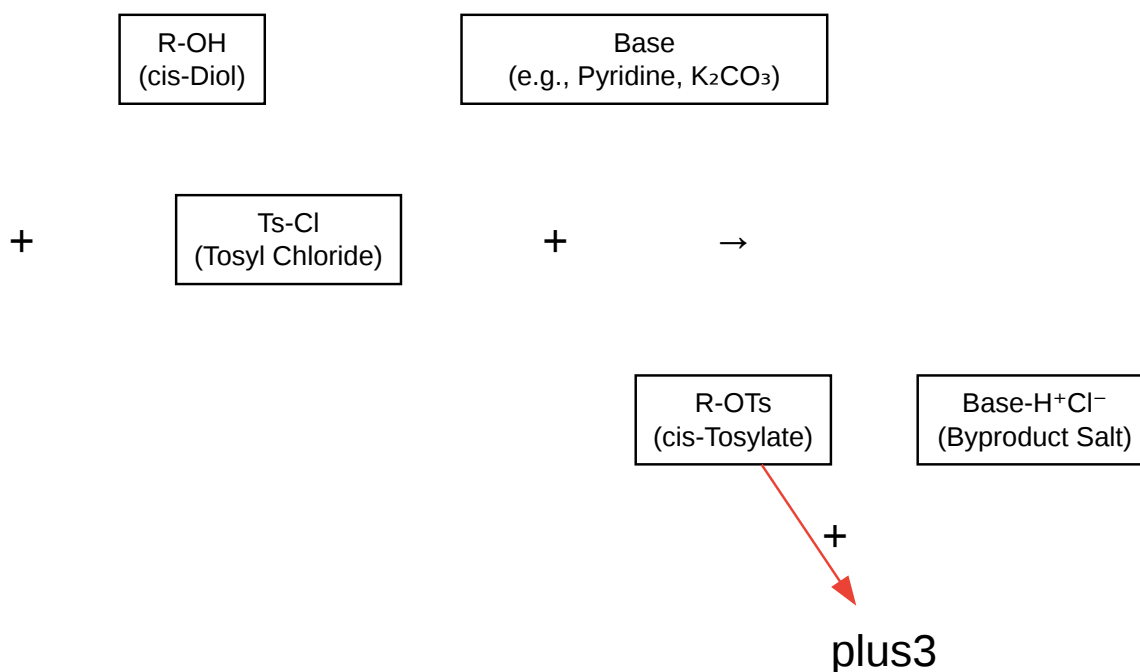 R-OH
(cis-Diol)
Base
(e.g., Pyridine, K₂CO₃)
+
Ts-Cl
(Tosyl Chloride)
+
→
R-OTs
(cis-Tosylate)
Base-H⁺Cl⁻
(Byproduct Salt)
+
plus3